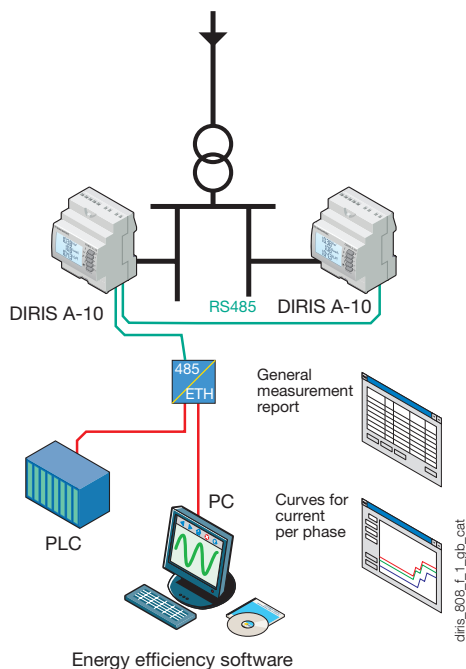 RS485
DIRIS A-10
DIRIS A-10
485
ETH
General
measurement
report
PC
PLC
Curves for
current
per phase
Energy efficiency software
diris_808_f_1_gb_cat